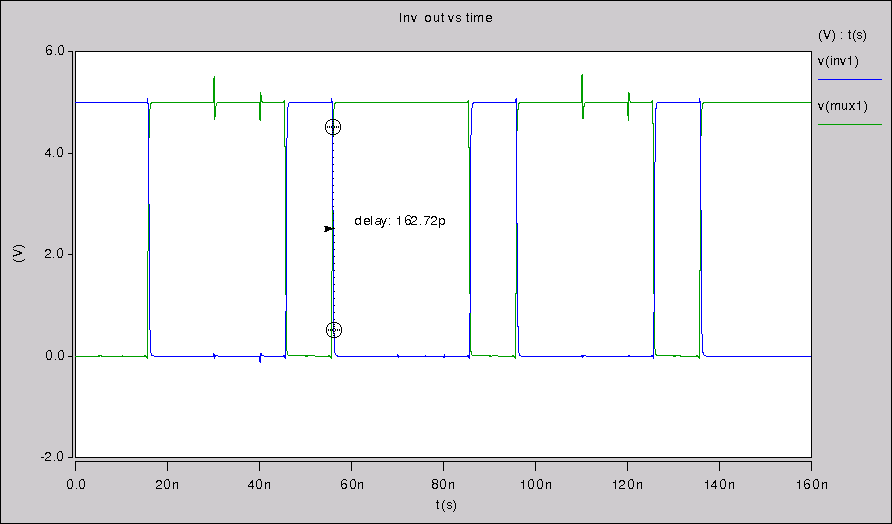 Inv out vs time
(V) : t(s)
v(inv1)
v(mux1)
6.0
4.0
2.0
0.0
-2.0
(V)
delay: 162.72p
0.0 20n 40n 60n 80n 100n 120n 140n 160n
t(s)